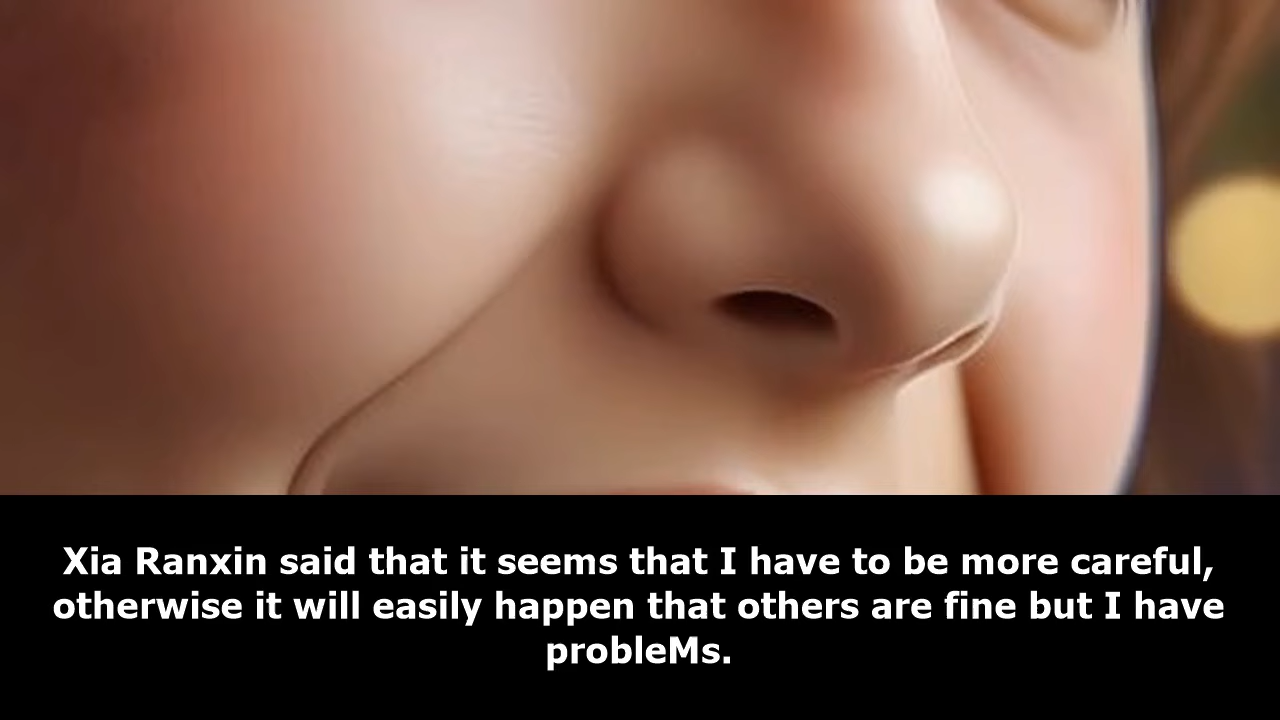 Xia Ranxin said that it seems that I have to be more careful,
otherwise it will easily happen that others are fine but I have
probleMs.